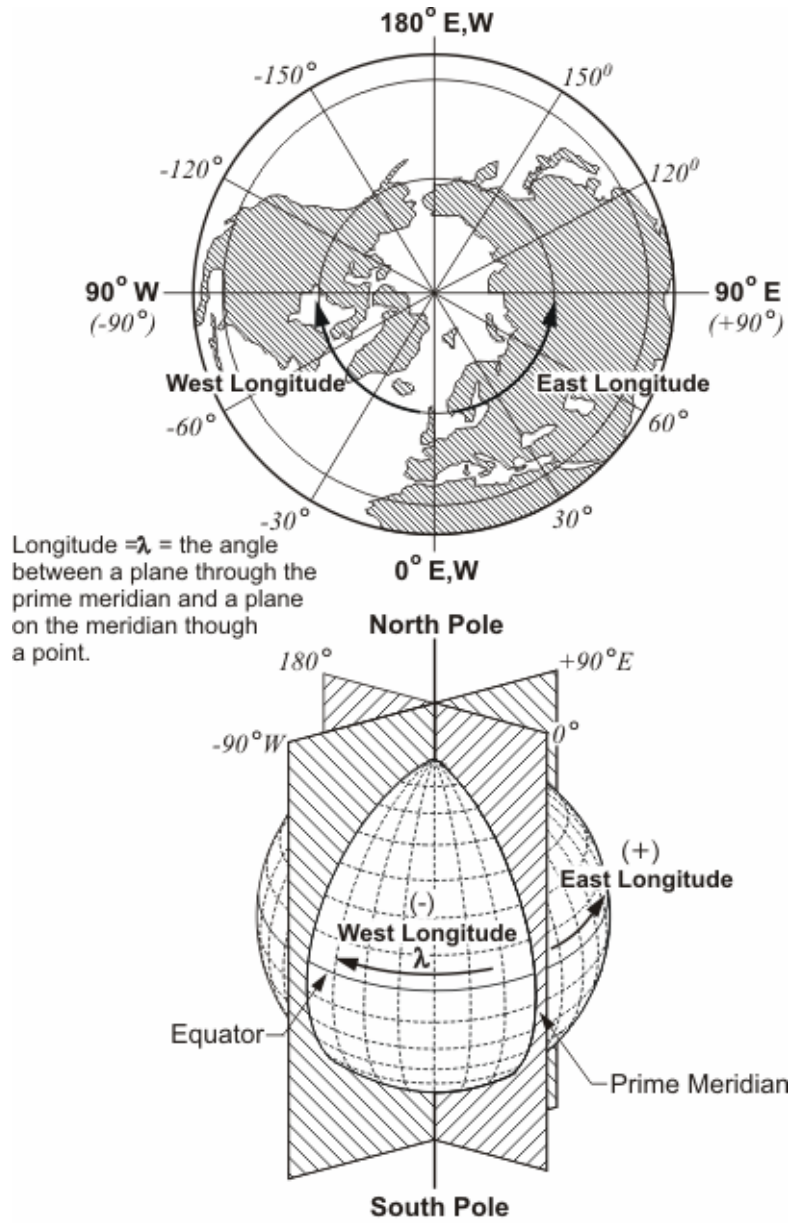 180° E,W
-150°
150⁰
-120°
120⁰
90° W
(-90°)
90° E
(+90°)
West Longitude
East Longitude
-60°
60°
-30°
30°
0° E,W
Longitude =λ = the angle
between a plane through the
prime meridian and a plane
on the meridian though
a point.
North Pole
180°
+90°E
-90°W
0°
(+)
East Longitude
(-)
West Longitude
λ
Equator
Prime Meridian
South Pole